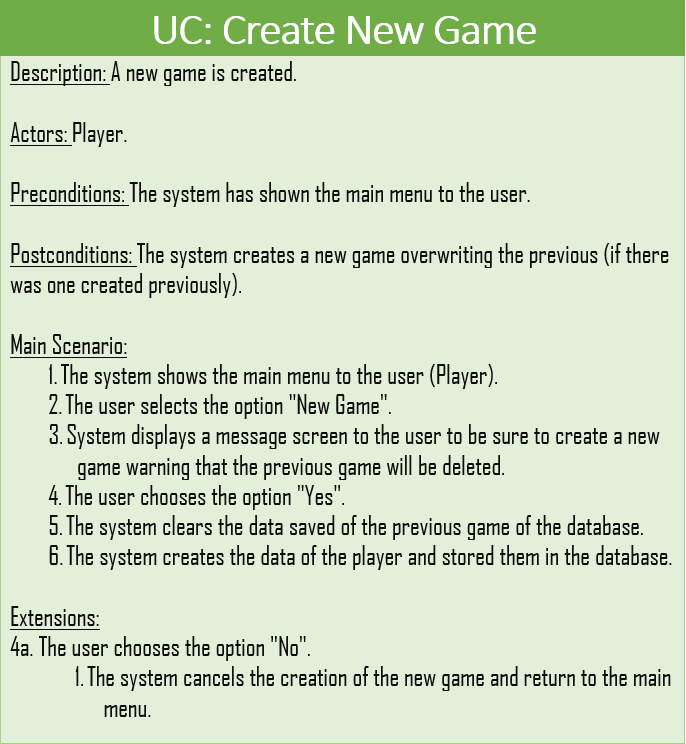 UC: Create New Game
Description: A new game is created.
Actors: Player.
Preconditions: The system has shown the main menu to the user.
Postconditions: The system creates a new game overwriting the previous (if there
was one created previously).
Main Scenario:
1. The system shows the main menu to the user (Player).
2. The user selects the option "New Game".
3. System displays a message screen to the user to be sure to create a new
game warning that the previous game will be deleted.
4. The user chooses the option "Yes".
5. The system clears the data saved of the previous game of the database.
6. The system creates the data of the player and stored them in the database.
Extensions:
4a. The user chooses the option "No".
1. The system cancels the creation of the new game and return to the main
menu.